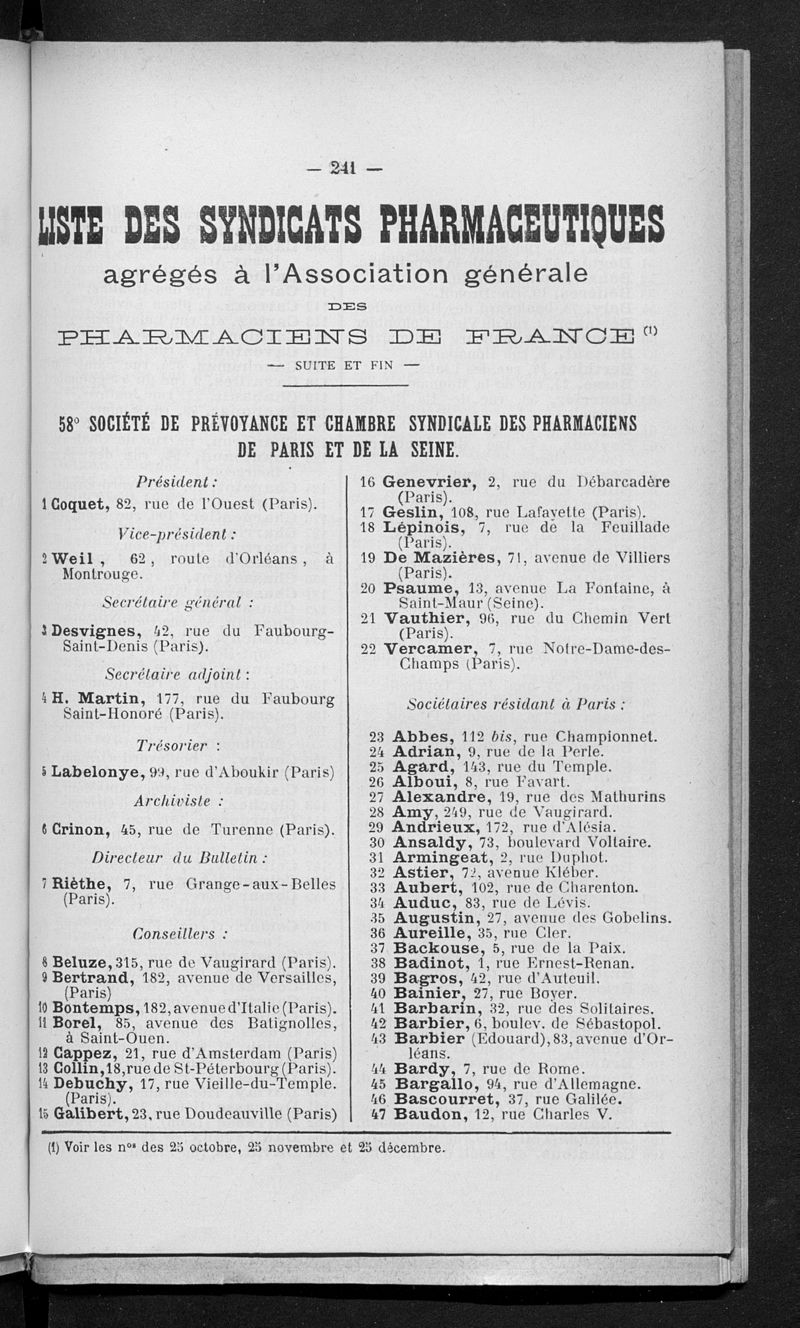 — 241 —
LISTE DES SYNDICATS PHARMACEUTIQUES
agrégés à l'Association générale
DES
PHARMACIENS DE FRANCE (1)
— SUITE ET FIN —
58° SOCIÉTÉ DE PRÉVOYANCE ET CHAMBRE SYNDICALE DES PHARMACIENS
DE PARIS ET DE LA SEINE.
Président :
1 Coquet, 82, rue de l'Ouest (Paris).
Vice-président :
2 Weil, 62, route d'Orléans, à
Montrouge.
Secrétaire général :
3 Desvignes, 42, rue du Faubourg-
Saint-Denis (Paris).
Secrétaire adjoint :
4 H. Martin, 177, rue du Faubourg
Saint-Honoré (Paris).
Trésorier :
5 Labelonye, 99, rue d'Aboukir (Paris)
Archiviste :
6 Crinon, 45, rue de Turenne (Paris).
Directeur du Bulletin :
7 Rièthe, 7, rue Grange-aux-Belles
(Paris).
Conseillers :
8 Beluze, 315, rue de Vaugirard (Paris).
9 Bertrand, 182, avenue de Versailles,
(Paris)
10 Bontemps, 182, avenue d'Italie (Paris).
11 Borel, 85, avenue des Batignolles,
à Saint-Ouen.
12 Cappez, 21, rue d'Amsterdam (Paris)
13 Collin, 18, rue de St-Péterbourg (Paris)
14 Debuchy, 17, rue Vieille-du-Temple.
(Paris).
15 Galibert, 23, rue Doudeauville (Paris)
16 Genevrier, 2, rue du Débarcadère
(Paris).
17 Geslin, 108, rue Lafayette (Paris).
18 Lépinois, 7, rue de la Feuillade
(Paris).
19 De Mazières, 71, avenue de Villiers
(Paris).
20 Psaume, 13, avenue La Fontaine, à
Saint-Maur (Seine).
21 Vauthier, 96, rue du Chemin Vert
(Paris).
22 Vercamer, 7, rue Notre-Dame-des-
Champs (Paris).
Sociétaires résidant à Paris :
23 Abbes, 112 bis, rue Championnet.
24 Adrian, 9, rue de la Perle.
25 Agard, 143, rue du Temple.
26 Alboui, 8, rue Favart.
27 Alexandre, 19, rue des Mathurins
28 Amy, 249, rue de Vaugirard.
29 Andrieux, 172, rue d'Alésia.
30 Ansaldy, 73, boulevard Voltaire.
31 Armingeat, 2, rue Duphot.
32 Astier, 72, avenue Kléber.
33 Aubert, 102, rue de Charenton.
34 Auduc, 83, rue de Lévis.
35 Augustin, 27, avenue des Gobelins.
36 Aureille, 35, rue Cler.
37 Backouse, 5, rue de la Paix.
38 Badinot, 1, rue Ernest-Renan.
39 Bagros, 42, rue d'Auteuil.
40 Bainier, 27, rue Boyer.
41 Barbarin, 32, rue des Solitaires.
42 Barbier, 6, boulev. de Sébastopol.
43 Barbier (Edouard), 83, avenue d'Or-
léans.
44 Bardy, 7, rue de Rome.
45 Bargallo, 94, rue d'Allemagne.
46 Bascourret, 37, rue Galilée.
47 Baudon, 12, rue Charles V.
(1) Voir les nos des 25 octobre, 25 novembre et 25 décembre.